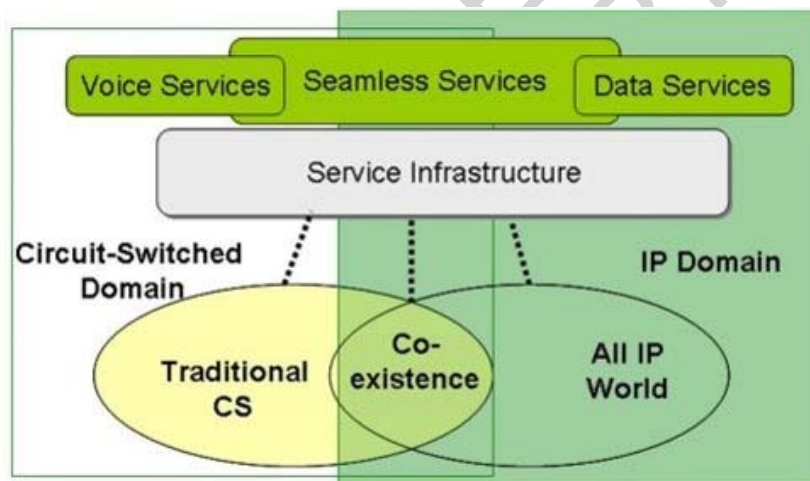 Voice Services
Seamless Services
Data Services
Service Infrastructure
Circuit-Switched
Domain
IP Domain
Traditional
CS
Co-
existence
All IP
World